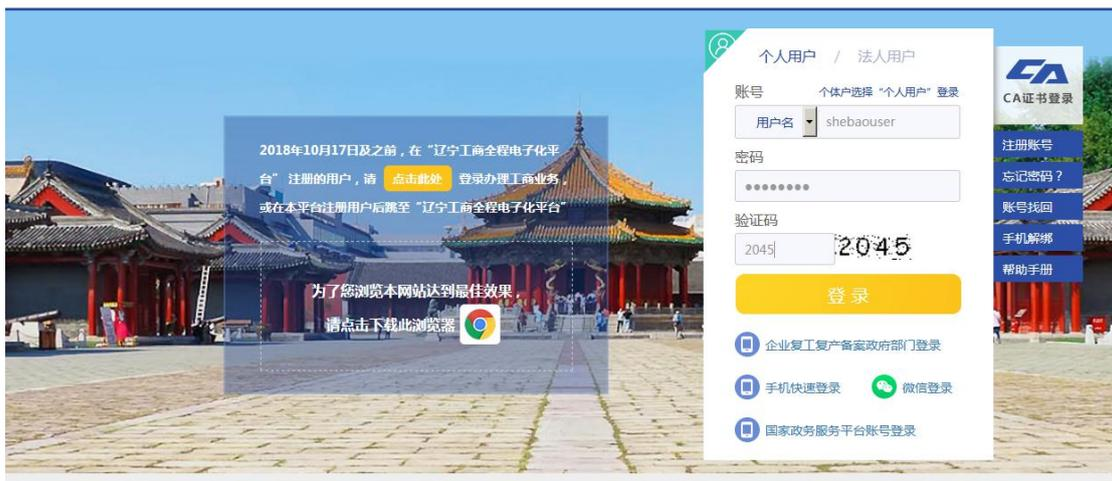 2018年10月17日及之前，在“辽宁工商全程电子化平
台” 注册的用户，请 点击此处 登录办理工商业务，
或在本平台注册用户后跳至“辽宁工商全程电子化平台”
为了您浏览本网站达到最佳效果，
请点击下载此浏览器
个人用户 / 法人用户
账号 个体户选择“个人用户”登录
用户名 shebaouser
密码
●●●●●●●●
验证码
2045 2045
登录
企业复工复产备案政府部门登录
手机快速登录 微信登录
国家政务服务平台账号登录
CA
CA证书登录
注册账号
忘记密码？
账号找回
手机解绑
帮助手册